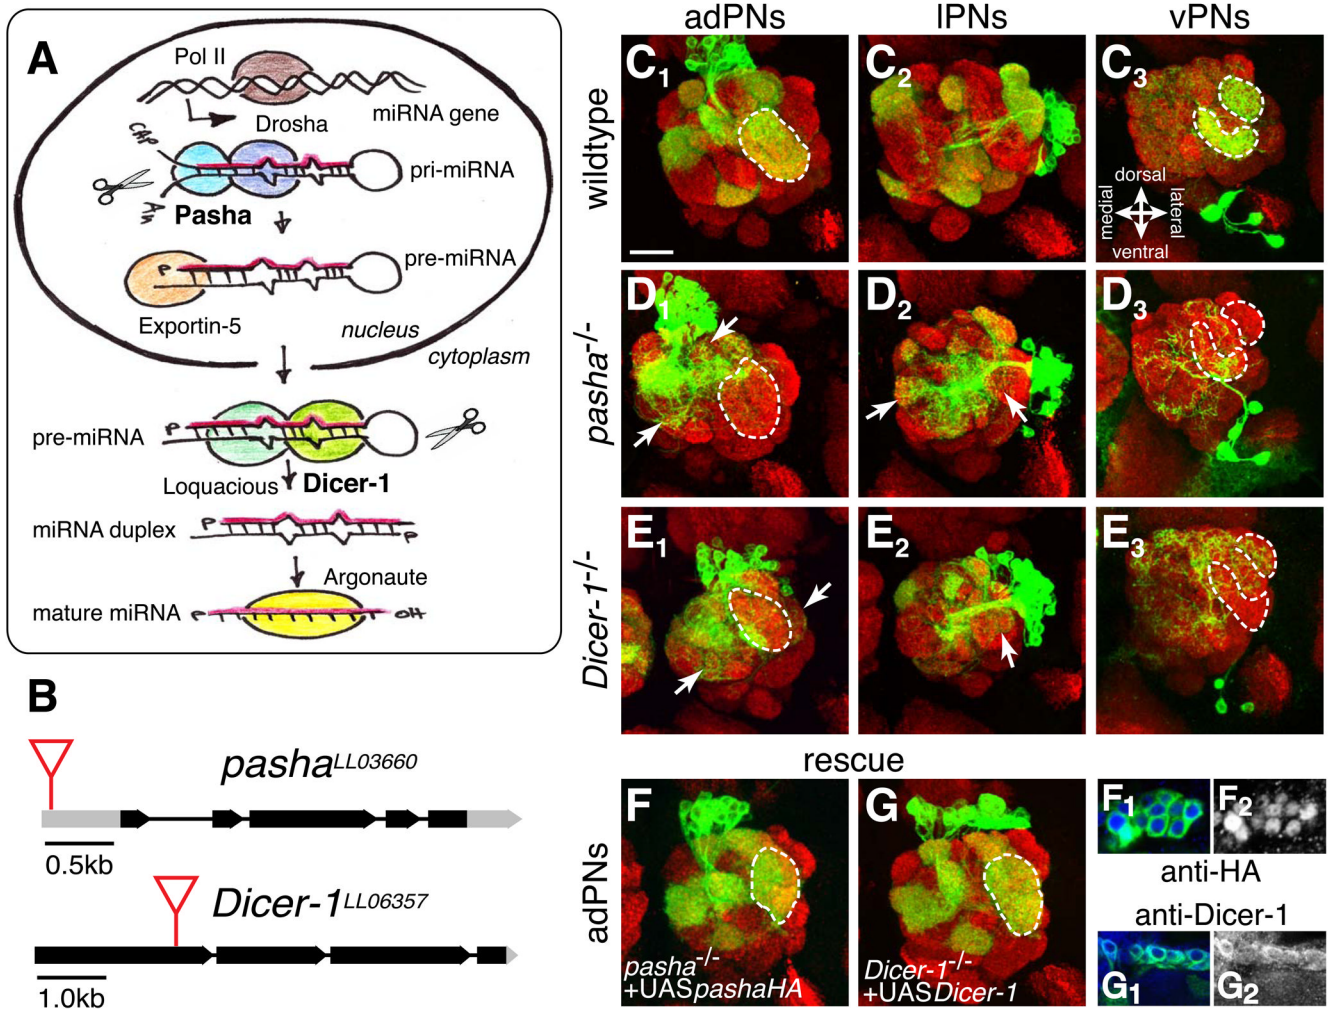 A
Pol II
miRNA gene
Drosha
CAP
pri-miRNA
An
Pasha
P
pre-miRNA
Exportin-5
nucleus
cytoplasm
P
pre-miRNA
Loquacious
Dicer-1
P
miRNA duplex
P
Argonaute
mature miRNA
P
OH
B
pasha^LL03660
0.5kb
Dicer-1^LL06357
1.0kb
adPNs
lPNs
vPNs
wildtype
C1
C2
C3
dorsal
medial
lateral
ventral
pasha-/-
D1
D2
D3
Dicer-1-/-
E1
E2
E3
rescue
adPNs
F
pasha-/-
+UASpashaHA
G
Dicer-1-/-
+UASDicer-1
F1
F2
anti-HA
anti-Dicer-1
G1
G2